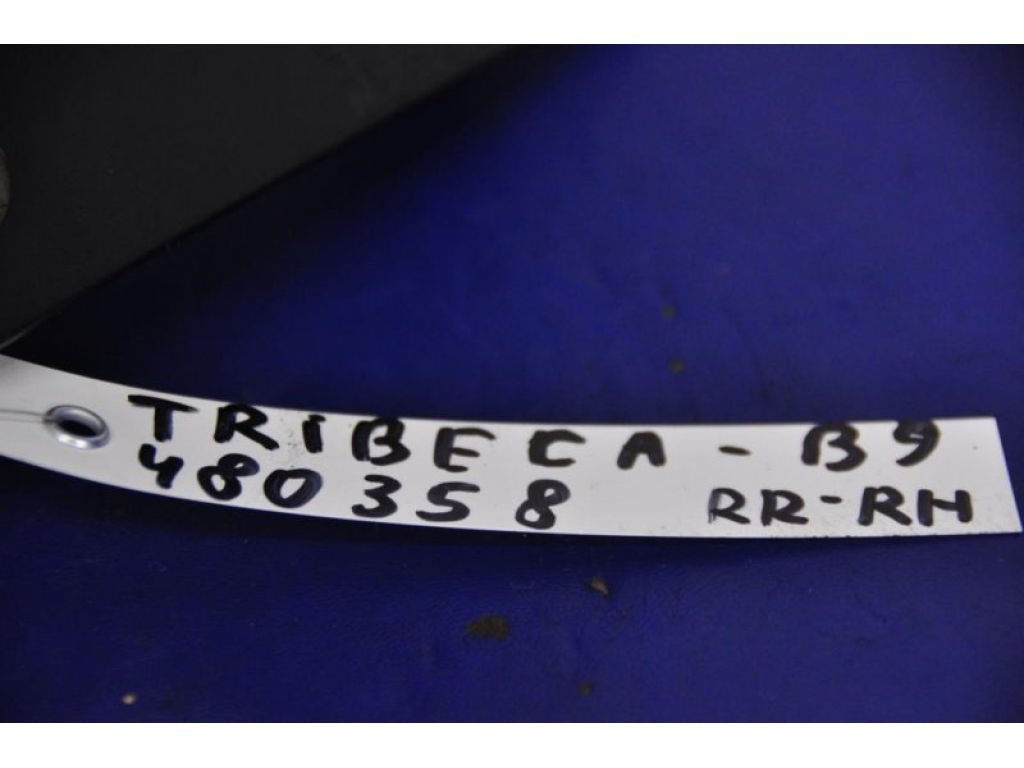 TRiBECA - B9
480358 RR-RH